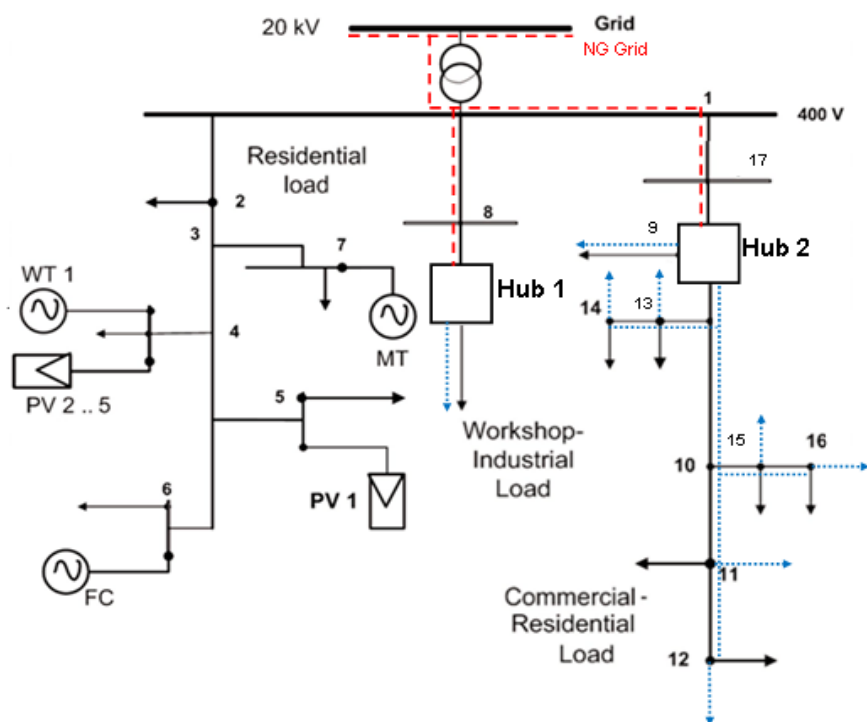 20 kV
Grid
NG Grid
1
400 V
Residential
load
17
2
8
9
3
7
Hub 2
WT 1
Hub 1
14
13
4
MT
PV 2 .. 5
5
Workshop-
Industrial
Load
15
16
10
6
PV 1
FC
11
Commercial -
Residential
Load
12